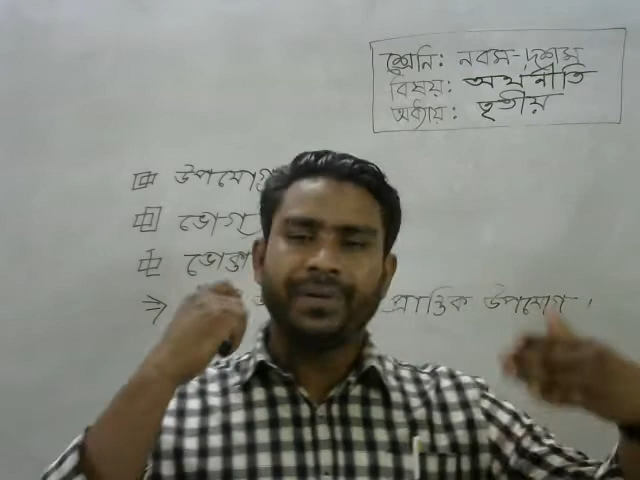 শ্রেনি: নবম-দশম
বিষয়: অর্থনীতি
অধ্যায়: তৃতীয়
উপযোগ
ভোগ
ভোক্তা
⇒ প্রান্তিক উপযোগ।